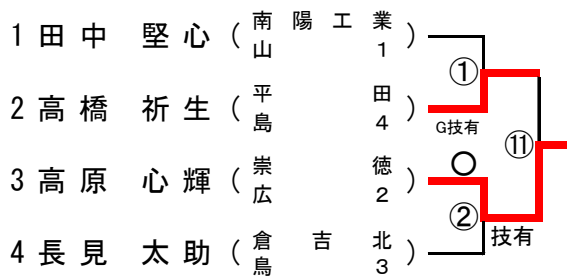 1 田中 堅心 (南陽工業 山1)
①
2 高橋 祈生 (平田 島4)
G技有
⑪
○
3 高原 心輝 (崇徳 広2)
②
技有
4 長見 太助 (倉吉北 鳥3)